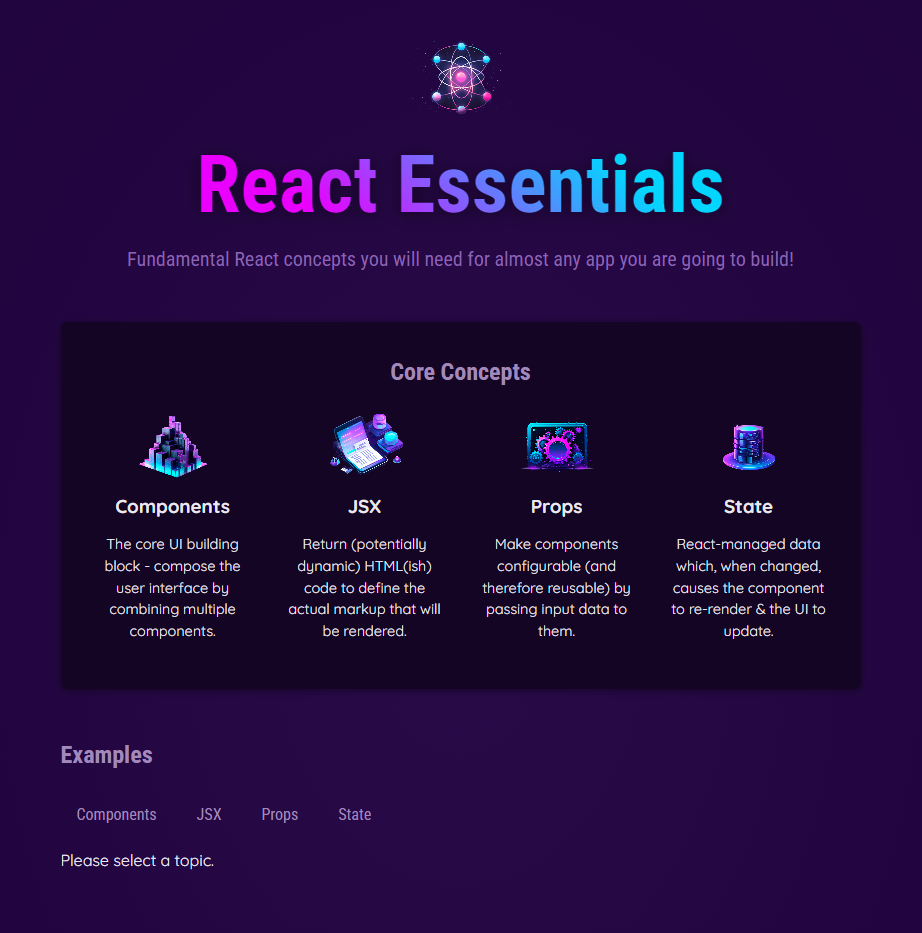 React Essentials
Fundamental React concepts you will need for almost any app you are going to build!
Core Concepts
Components
The core UI building
block - compose the
user interface by
combining multiple
components.
JSX
Return (potentially
dynamic) HTML(ish)
code to define the
actual markup that will
be rendered.
Props
Make components
configurable (and
therefore reusable) by
passing input data to
them.
State
React-managed data
which, when changed,
causes the component
to re-render & the UI to
update.
Examples
Components JSX Props State
Please select a topic.